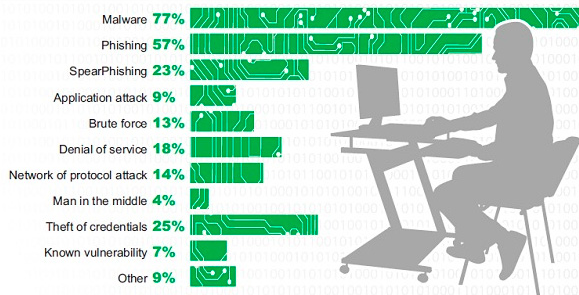 Malware 77%
Phishing 57%
SpearPhishing 23%
Application attack 9%
Brute force 13%
Denial of service 18%
Network of protocol attack 14%
Man in the middle 4%
Theft of credentials 25%
Known vulnerability 7%
Other 9%